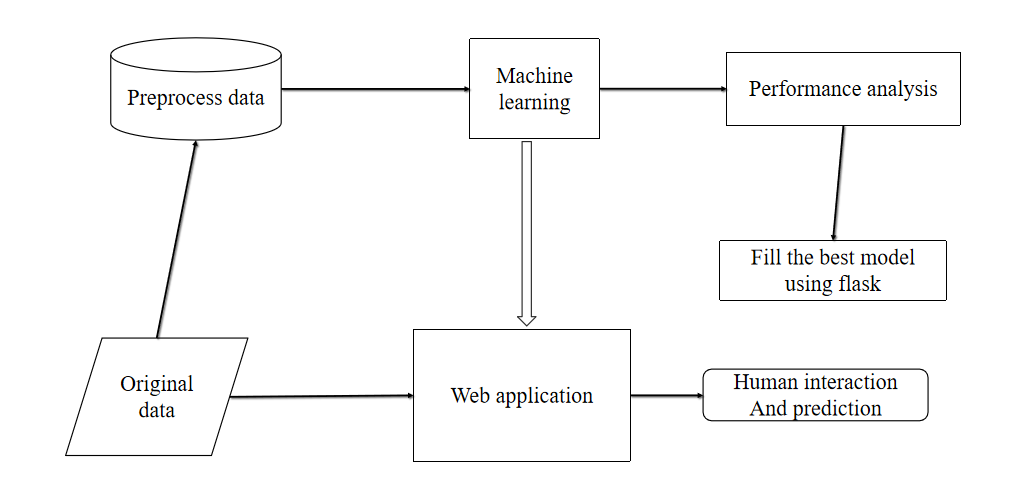 Preprocess data
Machine
learning
Performance analysis
Fill the best model
using flask
Original
data
Web application
Human interaction
And prediction